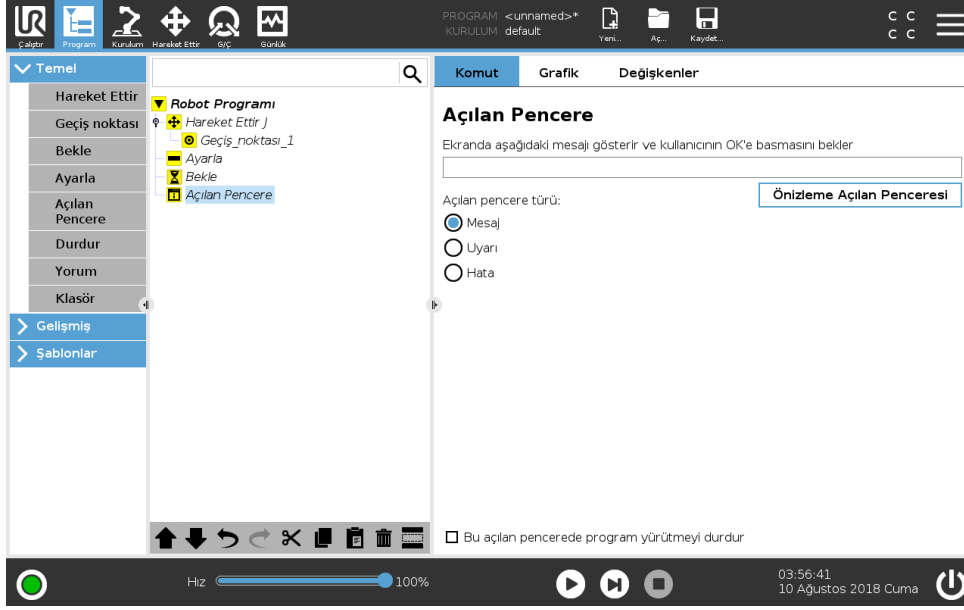 UR
Çalıştır
Program
Kurulum
Hareket Ettir
G/Ç
Günlük
PROGRAM <unnamed>*
KURULUM default
Yeni...
Aç...
Kaydet...
C C
C C
Temel
Hareket Ettir
Geçiş noktası
Bekle
Ayarla
Açılan
Pencere
Durdur
Yorum
Klasör
Gelişmiş
Şablonlar
Robot Programı
Hareket Ettir J
Geçiş_noktası_1
Ayarla
Bekle
Açılan Pencere
Komut
Grafik
Değişkenler
Açılan Pencere
Ekranda aşağıdaki mesajı gösterir ve kullanıcının OK'e basmasını bekler
Önizleme Açılan Penceresi
Açılan pencere türü:
Mesaj
Uyarı
Hata
Bu açılan pencerede program yürütmeyi durdur
Hız
100%
03:56:41
10 Ağustos 2018 Cuma